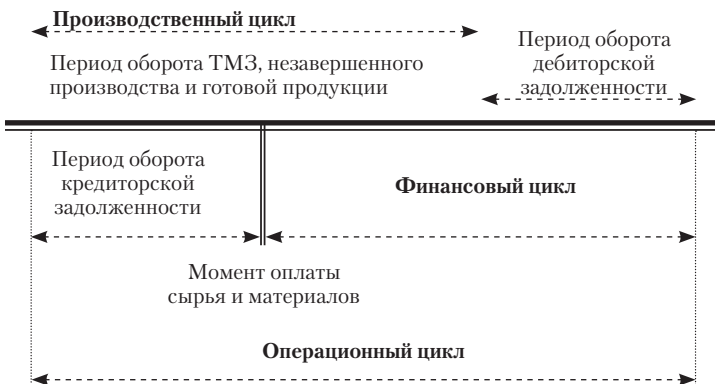 Производственный цикл
Период оборота ТМЗ, незавершенного
производства и готовой продукции
Период оборота
дебиторской
задолженности
Период оборота
кредиторской
задолженности
Финансовый цикл
Момент оплаты
сырья и материалов
Операционный цикл